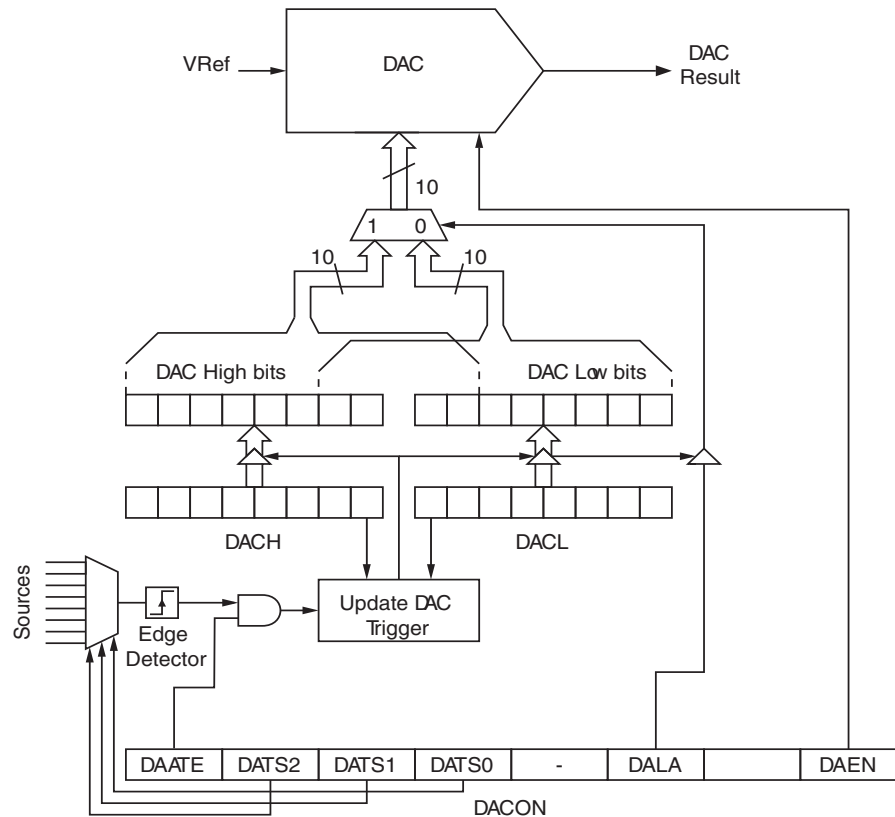 VRef
DAC
DAC
Result
10
1 0
10
10
DAC High bits
DAC Low bits
DACH
DACL
Sources
Edge
Detector
Update DAC
Trigger
DAATE DATS2 DATS1 DATS0 - DALA DAEN
DACON